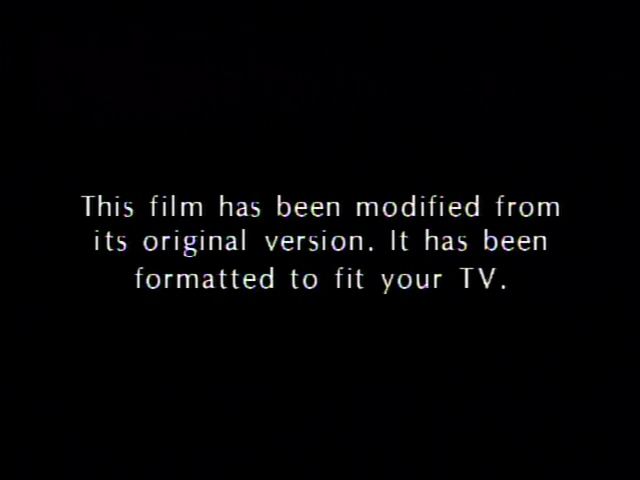 This film has been modified from
its original version. It has been
formatted to fit your TV.